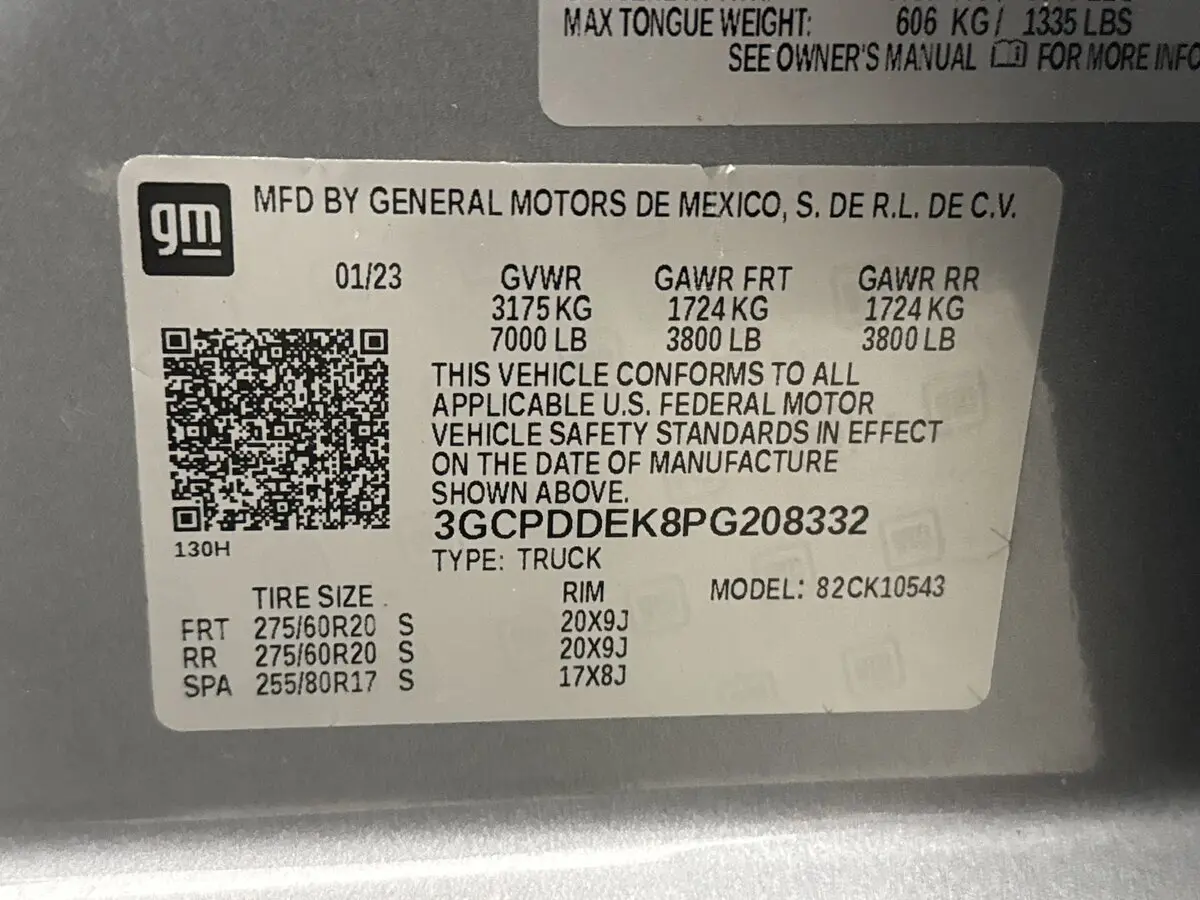 MAX TONGUE WEIGHT: 606 KG / 1335 LBS
SEE OWNER'S MANUAL FOR MORE INFO
gm
MFD BY GENERAL MOTORS DE MEXICO, S. DE R.L. DE C.V.
01/23 GVWR GAWR FRT GAWR RR
3175 KG 1724 KG 1724 KG
7000 LB 3800 LB 3800 LB
THIS VEHICLE CONFORMS TO ALL
APPLICABLE U.S. FEDERAL MOTOR
VEHICLE SAFETY STANDARDS IN EFFECT
ON THE DATE OF MANUFACTURE
SHOWN ABOVE.
3GCPDDEK8PG208332
130H
TYPE: TRUCK
TIRE SIZE RIM MODEL: 82CK10543
FRT 275/60R20 S 20X9J
RR 275/60R20 S 20X9J
SPA 255/80R17 S 17X8J